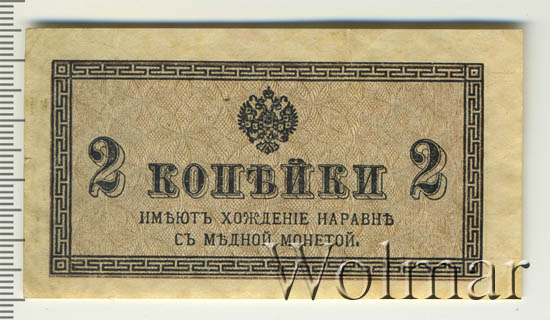 2 КОПѢЙКИ 2
ИМѢЮТЪ ХОЖДЕНІЕ НАРАВНѢ
СЪ МѢДНОЙ МОНЕТОЙ.
Wolmar